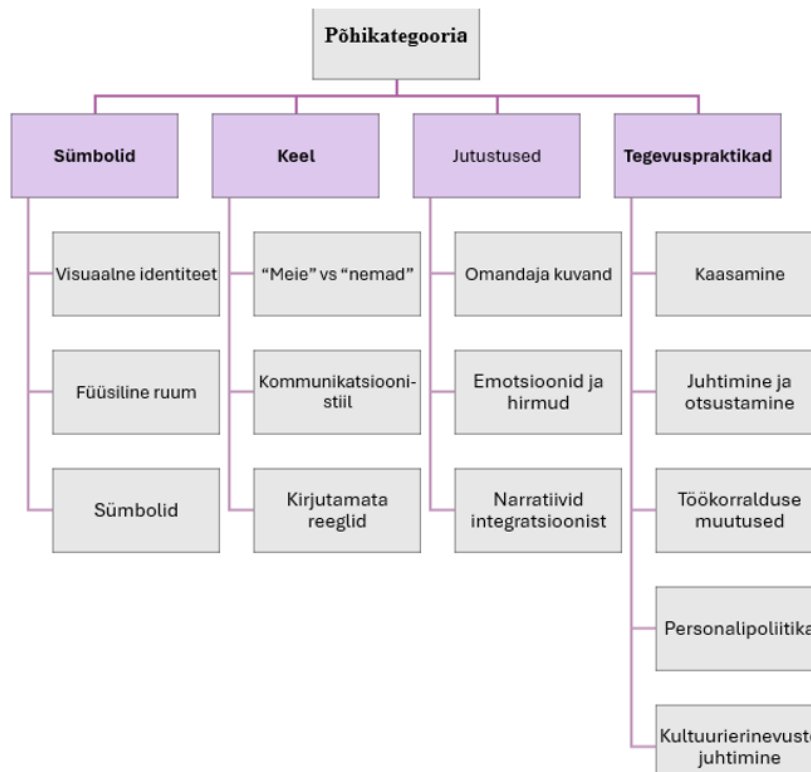 Põhikategooria
Sümbolid
Visuaalne identiteet
Füüsiline ruum
Sümbolid
Keel
“Meie” vs “nemad”
Kommunikatsiooni-
stiil
Kirjutamata
reeglid
Jutustused
Omandaja kuvand
Emotsioonid ja
hirmud
Narratiivid
integratsioonist
Tegevuspraktikad
Kaasamine
Juhtimine ja
otsustamine
Töökorralduse
muutused
Personalipoliitika
juhtimine